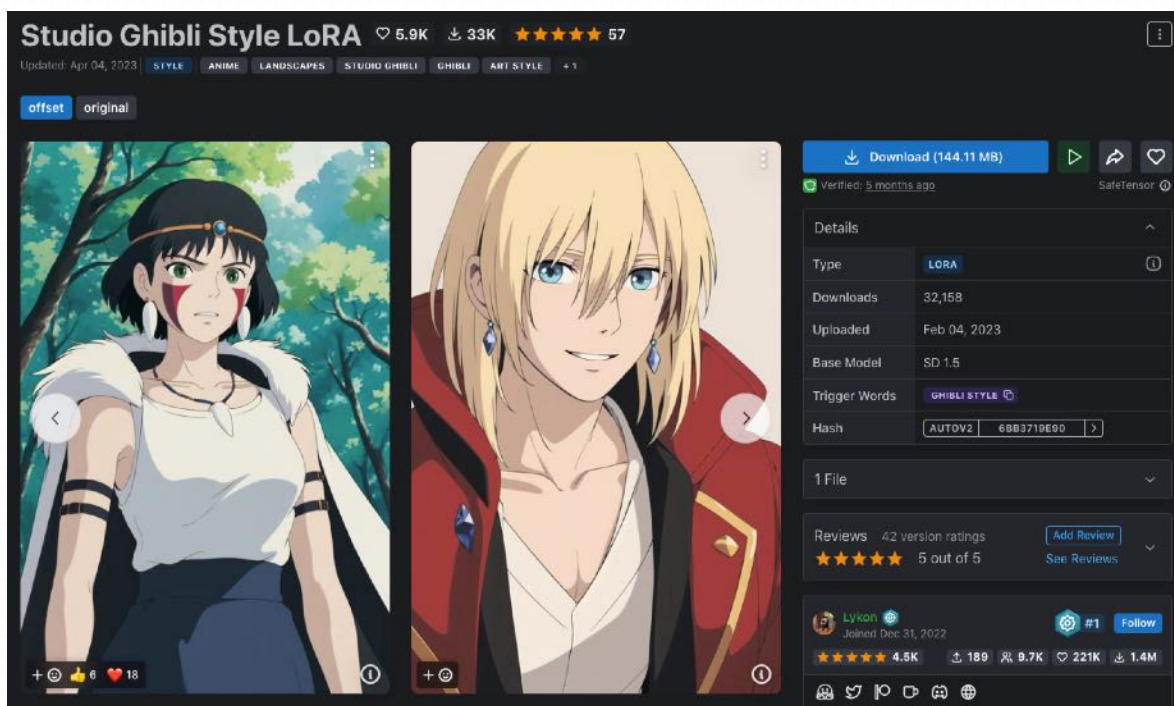 Studio Ghibli Style LoRA 5.9K 33K 57
Updated: Apr 04, 2023 STYLE ANIME LANDSCAPES STUDIO GHIBLI GHIBLI ART STYLE +1
offset original
Download (144.11 MB)
Verified: 5 months ago SafeTensor
Details
Type LORA
Downloads 32,158
Uploaded Feb 04, 2023
Base Model SD 1.5
Trigger Words GHIBLI STYLE
Hash AUTOV2 6BB3719E90
1 File
Reviews 42 version ratings Add Review
5 out of 5 See Reviews
Lykon #1 Follow
Joined Dec 31, 2022
4.5K 189 9.7K 221K 1.4M
+ 6 18
+